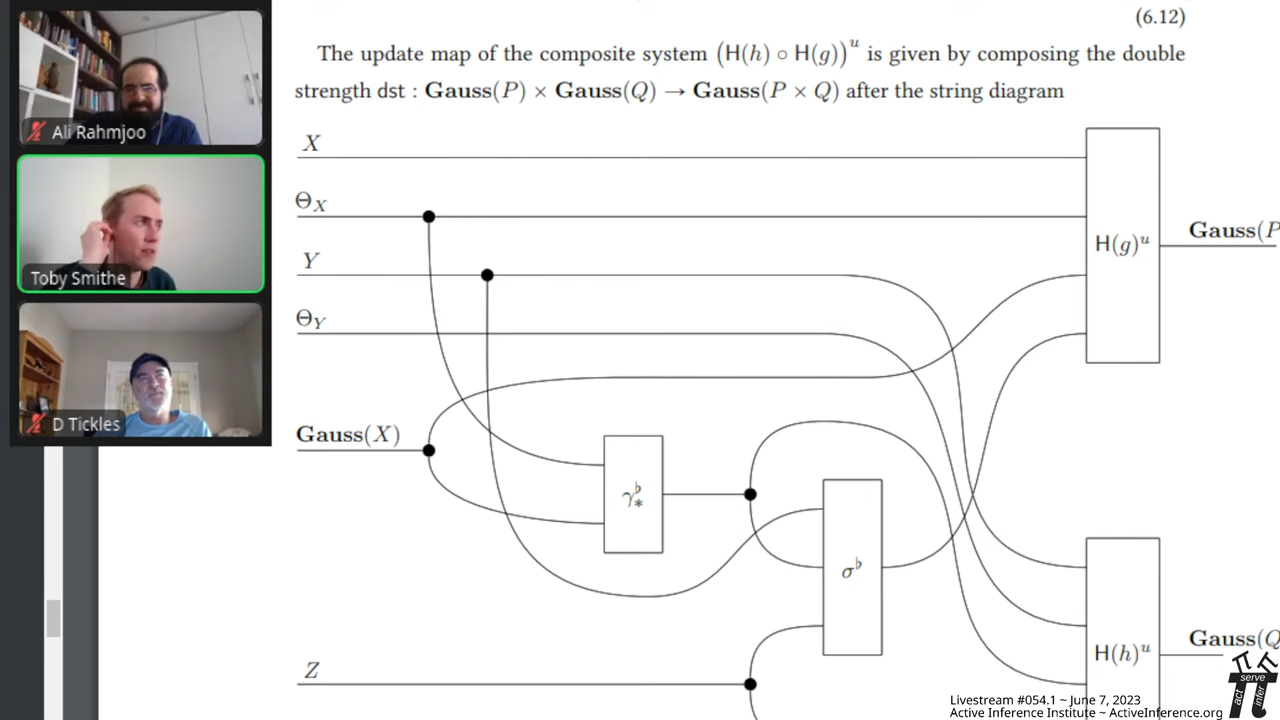 (6.12)
The update map of the composite system (H(h) ∘ H(g))ᵘ is given by composing the double
strength dst : Gauss(P) × Gauss(Q) → Gauss(P × Q) after the string diagram
Ali Rahmjoo
Toby Smithe
D Tickles
X
Θ_X
Y
Θ_Y
Gauss(X)
Z
γ^♭_*
σ^♭
H(g)ᵘ
Gauss(P
H(h)ᵘ
Gauss(Q
act
serve
infer
Livestream #054.1 ~ June 7, 2023
Active Inference Institute ~ ActiveInference.org